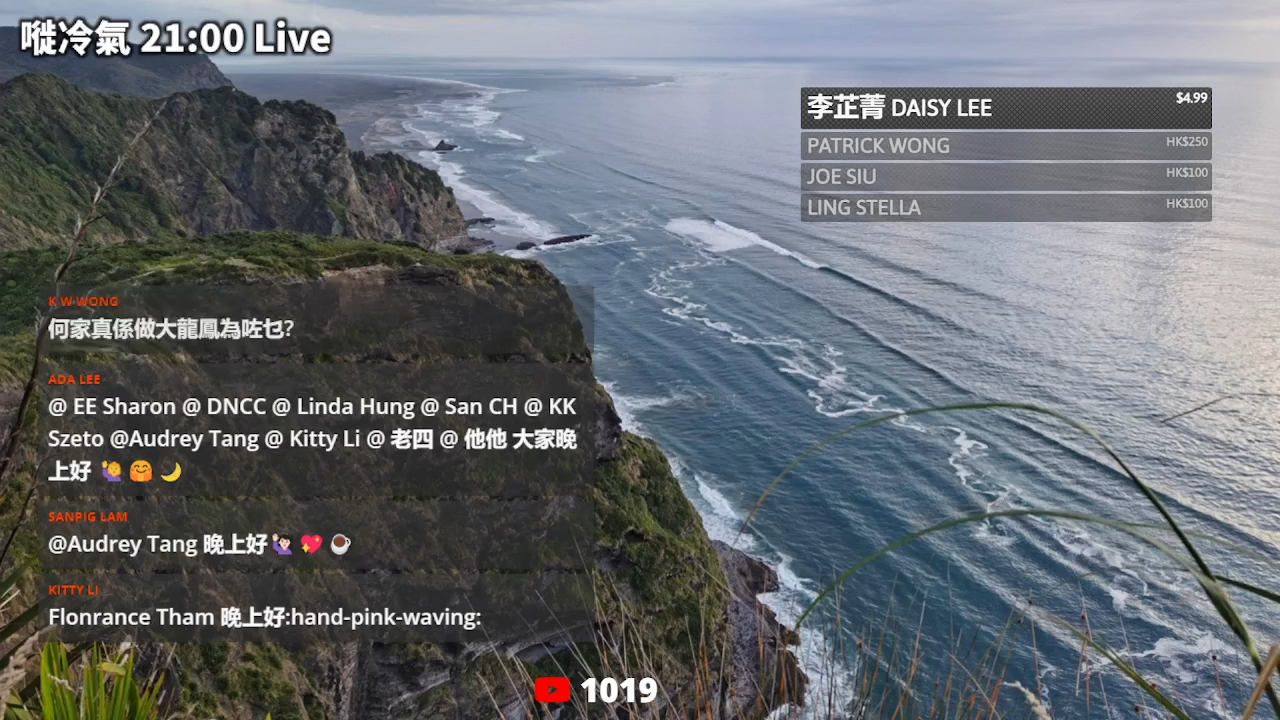 嘥冷氣 21:00 Live
李芷菁 DAISY LEE $4.99
PATRICK WONG HK$250
JOE SIU HK$100
LING STELLA HK$100
K W WONG
何家真係做大龍鳳為咗乜?
ADA LEE
@ EE Sharon @ DNCC @ Linda Hung @ San CH @ KK
Szeto @Audrey Tang @ Kitty Li @ 老四 @ 他他 大家晚
上好 🙋 🤗 🌙
SANPIG LAM
@Audrey Tang 晚上好🙋🏻‍♀️ 💖 ☕
KITTY LI
Flonrance Tham 晚上好:hand-pink-waving:
1019